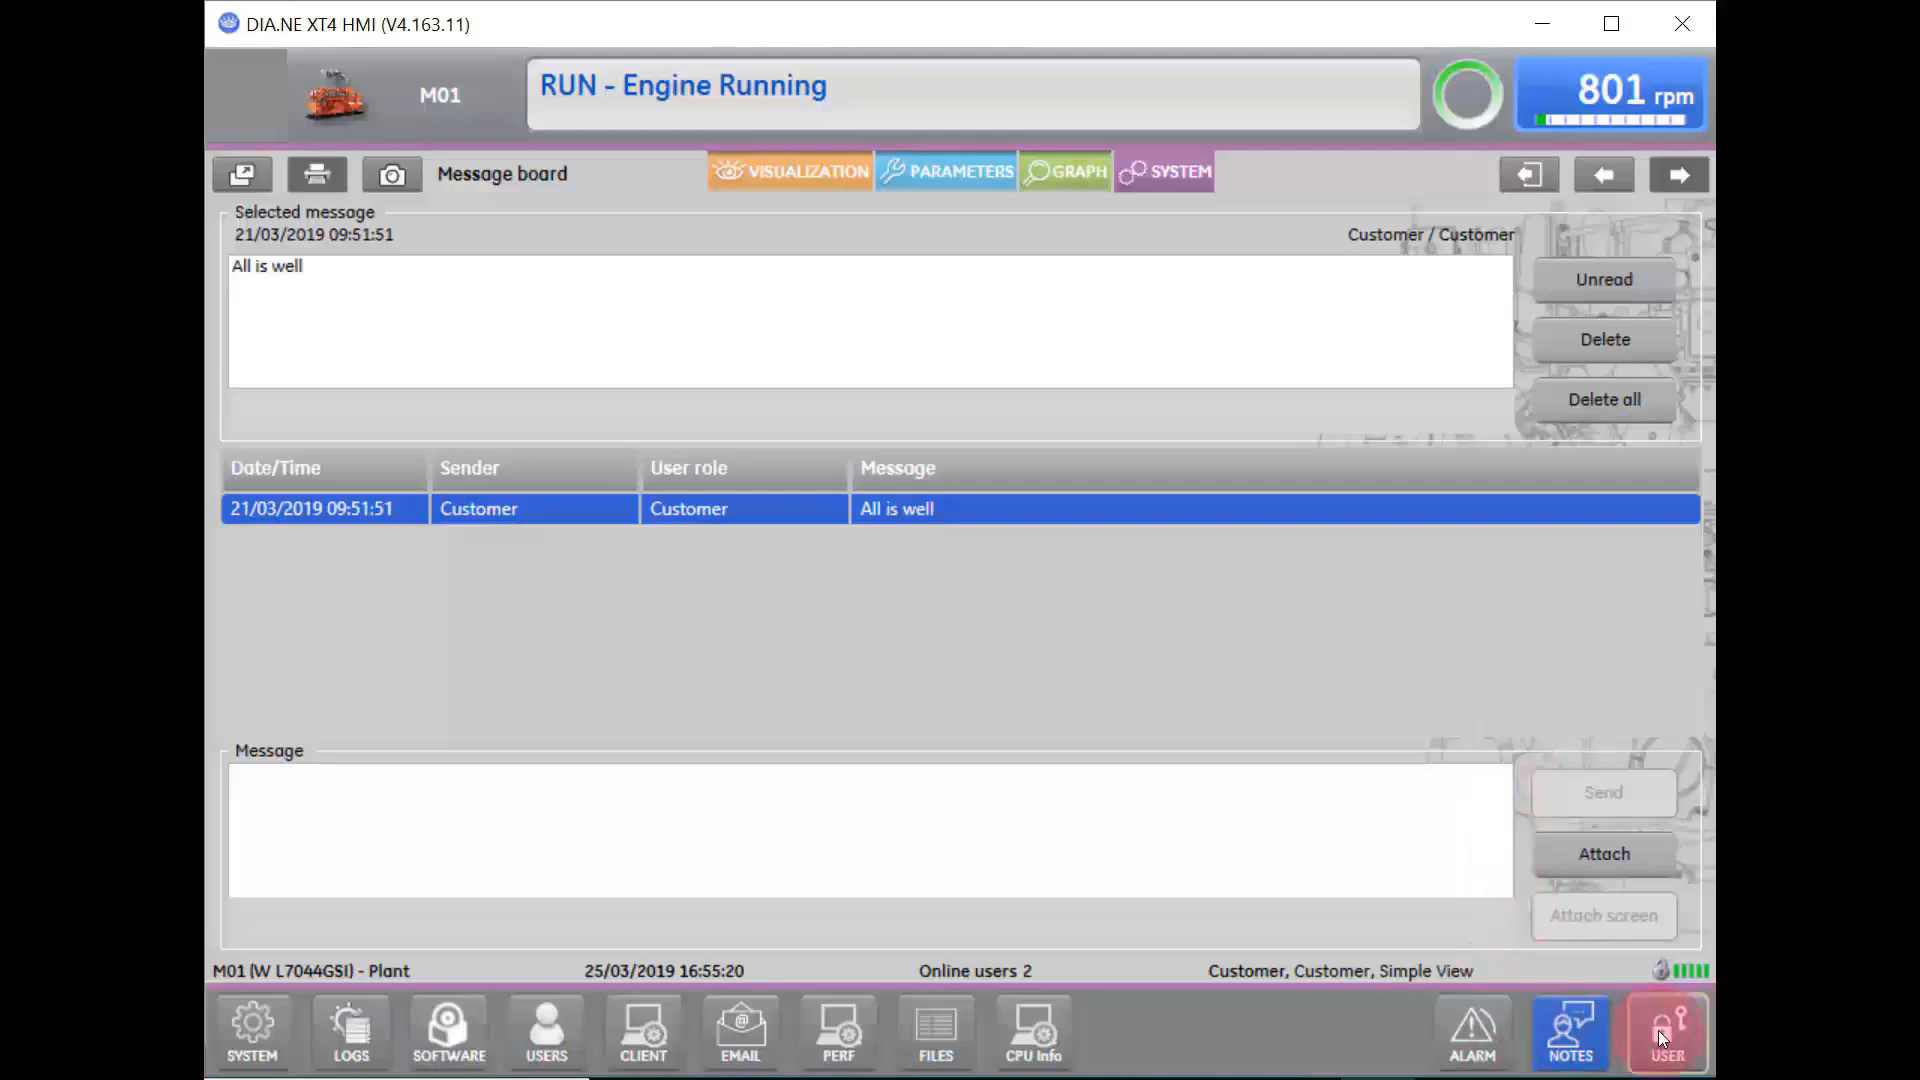 DIA.NE XT4 HMI (V4.163.11)
M01
RUN - Engine Running
801 rpm
Message board
VISUALIZATION
PARAMETERS
GRAPH
SYSTEM
Selected message
21/03/2019 09:51:51
Customer / Customer
All is well
Unread
Delete
Delete all
Date/Time Sender User role Message
21/03/2019 09:51:51 Customer Customer All is well
Message
Send
Attach
Attach screen
M01 (W L7044GSI) - Plant 25/03/2019 16:55:20 Online users 2 Customer, Customer, Simple View
SYSTEM LOGS SOFTWARE USERS CLIENT EMAIL PERF FILES CPU Info ALARM NOTES USER